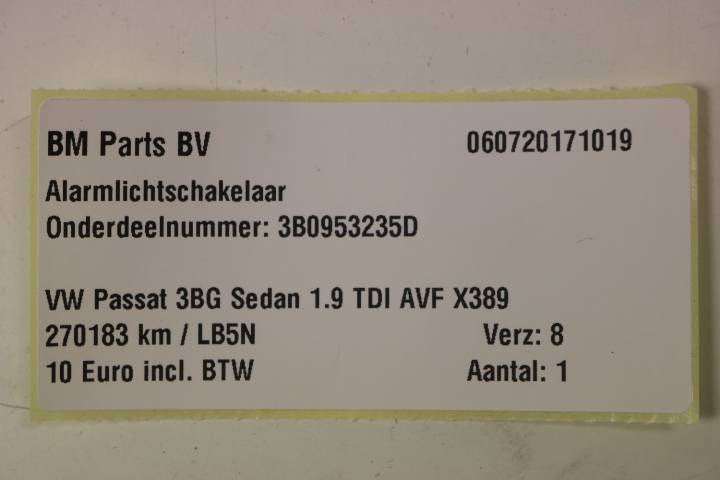 BM Parts BV 060720171019
Alarmlichtschakelaar
Onderdeelnummer: 3B0953235D
VW Passat 3BG Sedan 1.9 TDI AVF X389
270183 km / LB5N Verz: 8
10 Euro incl. BTW Aantal: 1